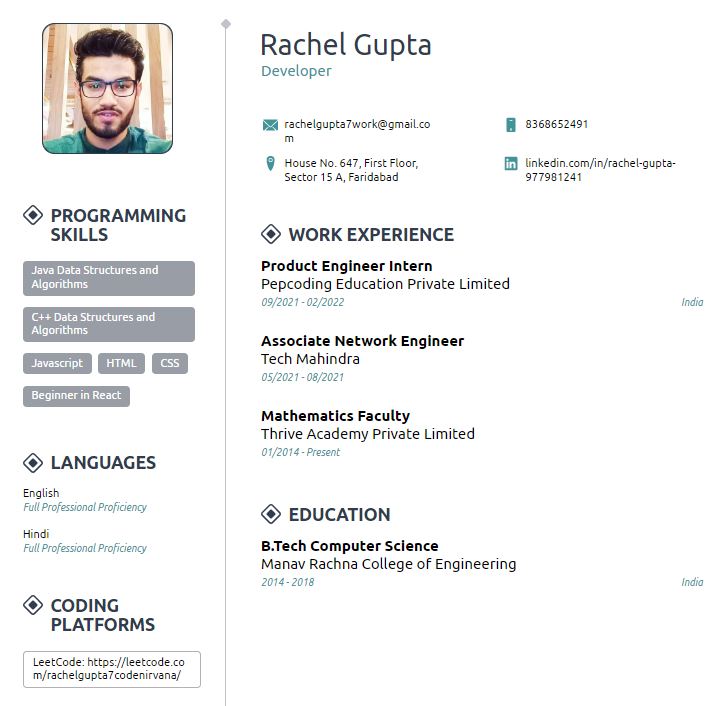 Rachel Gupta
Developer
rachelgupta7work@gmail.co
m
8368652491
House No. 647, First Floor,
Sector 15 A, Faridabad
linkedin.com/in/rachel-gupta-
977981241
PROGRAMMING
SKILLS
Java Data Structures and
Algorithms
C++ Data Structures and
Algorithms
Javascript
HTML
CSS
Beginner in React
LANGUAGES
English
Full Professional Proficiency
Hindi
Full Professional Proficiency
CODING
PLATFORMS
LeetCode: https://leetcode.co
m/rachelgupta7codenirvana/
WORK EXPERIENCE
Product Engineer Intern
Pepcoding Education Private Limited
09/2021 - 02/2022
India
Associate Network Engineer
Tech Mahindra
05/2021 - 08/2021
Mathematics Faculty
Thrive Academy Private Limited
01/2014 - Present
EDUCATION
B.Tech Computer Science
Manav Rachna College of Engineering
2014 - 2018
India